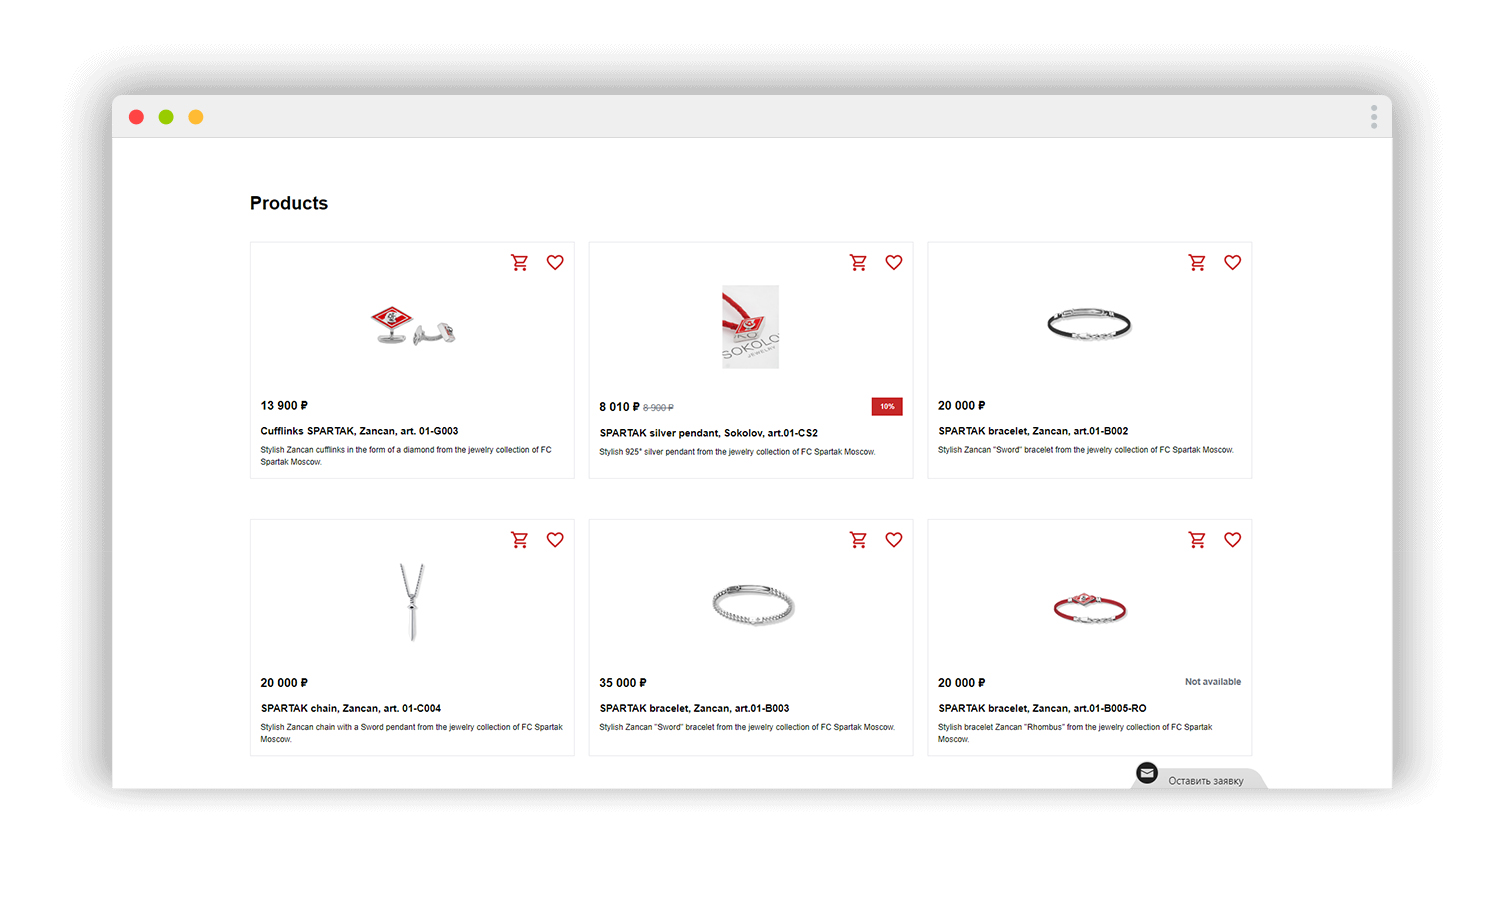 Products
SOKOLO
JEWELRY
13 900 ₽
Cufflinks SPARTAK, Zancan, art. 01-G003
Stylish Zancan cufflinks in the form of a diamond from the jewelry collection of FC
Spartak Moscow.
8 010 ₽ 8 900 ₽
10%
SPARTAK silver pendant, Sokolov, art.01-CS2
Stylish 925* silver pendant from the jewelry collection of FC Spartak Moscow.
20 000 ₽
SPARTAK bracelet, Zancan, art.01-B002
Stylish Zancan "Sword" bracelet from the jewelry collection of FC Spartak Moscow.
20 000 ₽
SPARTAK chain, Zancan, art. 01-C004
Stylish Zancan chain with a Sword pendant from the jewelry collection of FC Spartak
Moscow.
35 000 ₽
SPARTAK bracelet, Zancan, art.01-B003
Stylish Zancan "Sword" bracelet from the jewelry collection of FC Spartak Moscow.
20 000 ₽
Not available
SPARTAK bracelet, Zancan, art.01-B005-RO
Stylish bracelet Zancan "Rhombus" from the jewelry collection of FC Spartak
Moscow.
Оставить заявку